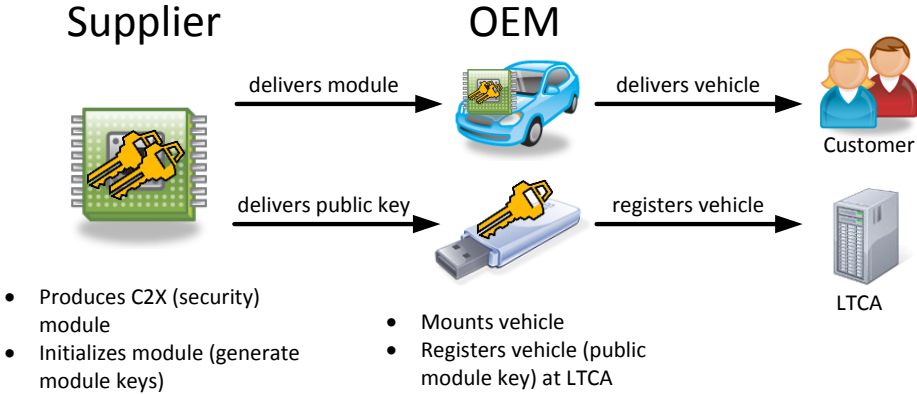 Supplier
OEM
delivers module
delivers vehicle
Customer
delivers public key
registers vehicle
LTCA
• Produces C2X (security)
module
• Initializes module (generate
module keys)
• Mounts vehicle
• Registers vehicle (public
module key) at LTCA